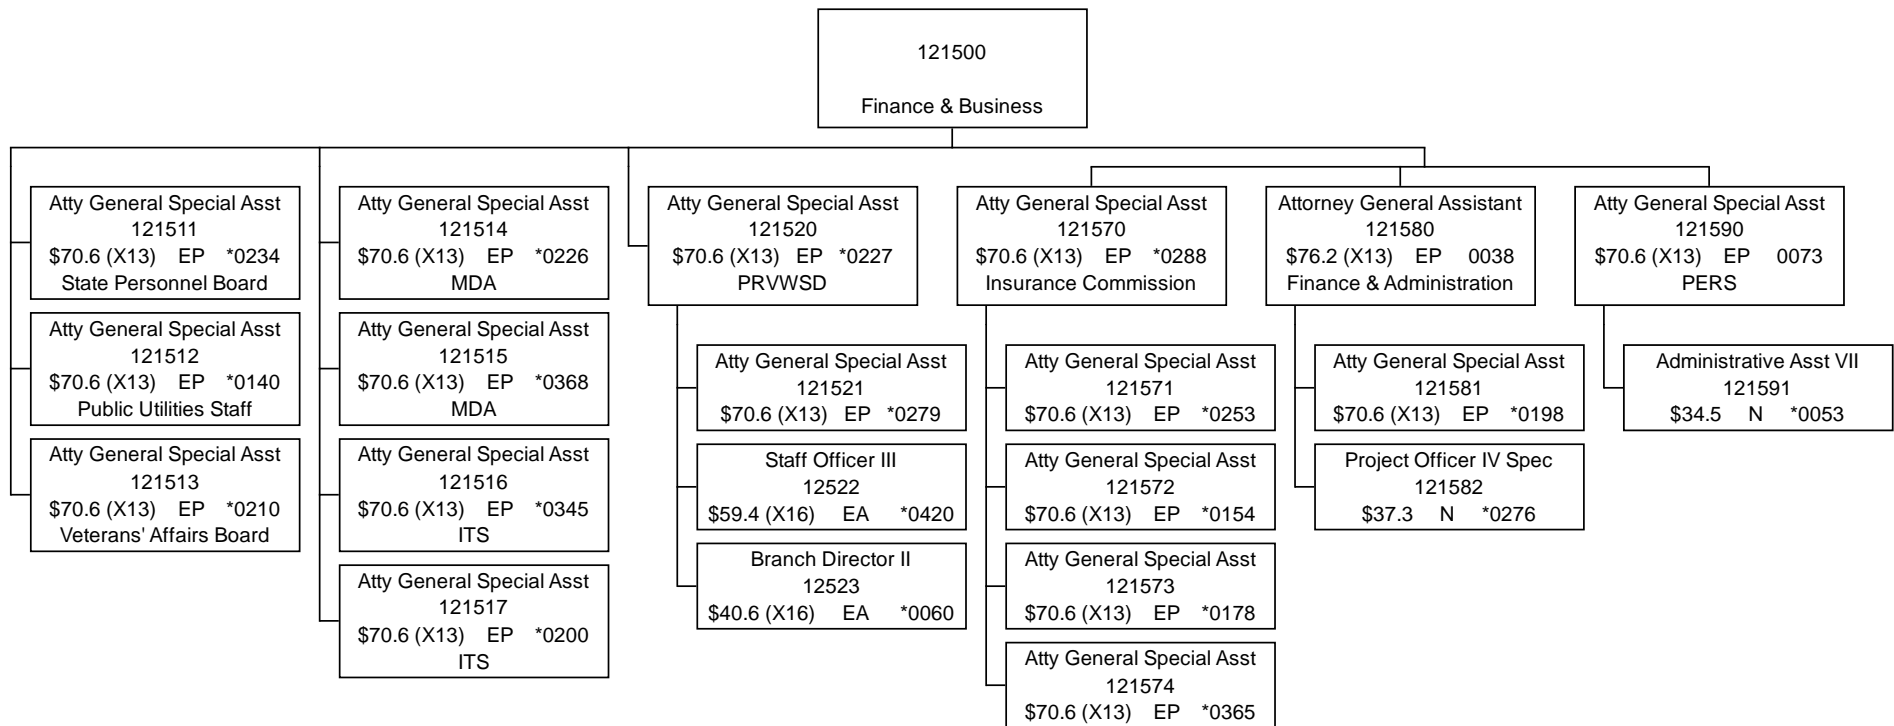 121500
Finance & Business
Atty General Special Asst
121511
$70.6 (X13) EP *0234
State Personnel Board
Atty General Special Asst
121512
$70.6 (X13) EP *0140
Public Utilities Staff
Atty General Special Asst
121513
$70.6 (X13) EP *0210
Veterans' Affairs Board
Atty General Special Asst
121514
$70.6 (X13) EP *0226
MDA
Atty General Special Asst
121515
$70.6 (X13) EP *0368
MDA
Atty General Special Asst
121516
$70.6 (X13) EP *0345
ITS
Atty General Special Asst
121517
$70.6 (X13) EP *0200
ITS
Atty General Special Asst
121520
$70.6 (X13) EP *0227
PRVWSD
Atty General Special Asst
121521
$70.6 (X13) EP *0279
Staff Officer III
12522
$59.4 (X16) EA *0420
Branch Director II
12523
$40.6 (X16) EA *0060
Atty General Special Asst
121570
$70.6 (X13) EP *0288
Insurance Commission
Atty General Special Asst
121571
$70.6 (X13) EP *0253
Atty General Special Asst
121572
$70.6 (X13) EP *0154
Atty General Special Asst
121573
$70.6 (X13) EP *0178
Atty General Special Asst
121574
$70.6 (X13) EP *0365
Attorney General Assistant
121580
$76.2 (X13) EP 0038
Finance & Administration
Atty General Special Asst
121581
$70.6 (X13) EP *0198
Project Officer IV Spec
121582
$37.3 N *0276
Atty General Special Asst
121590
$70.6 (X13) EP 0073
PERS
Administrative Asst VII
121591
$34.5 N *0053